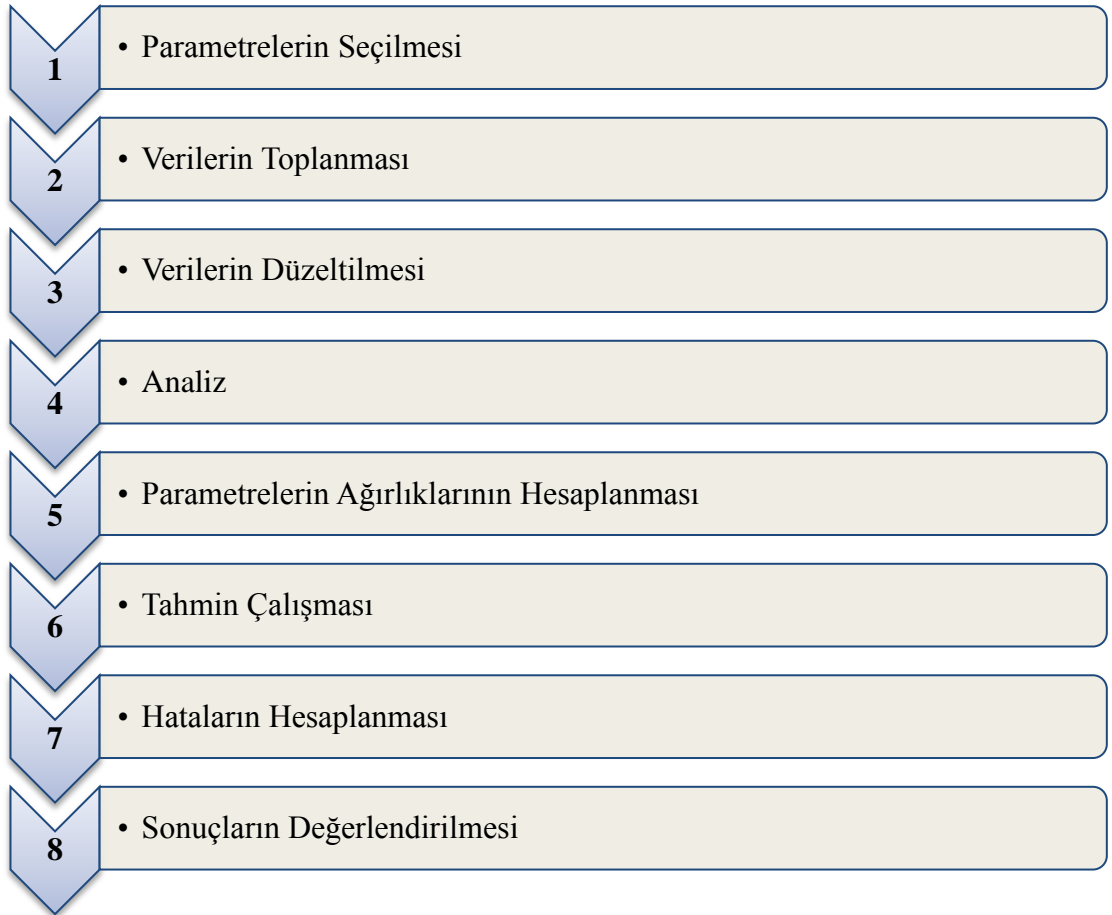 1
• Parametrelerin Seçilmesi
2
• Verilerin Toplanması
3
• Verilerin Düzeltilmesi
4
• Analiz
5
• Parametrelerin Ağırlıklarının Hesaplanması
6
• Tahmin Çalışması
7
• Hataların Hesaplanması
8
• Sonuçların Değerlendirilmesi